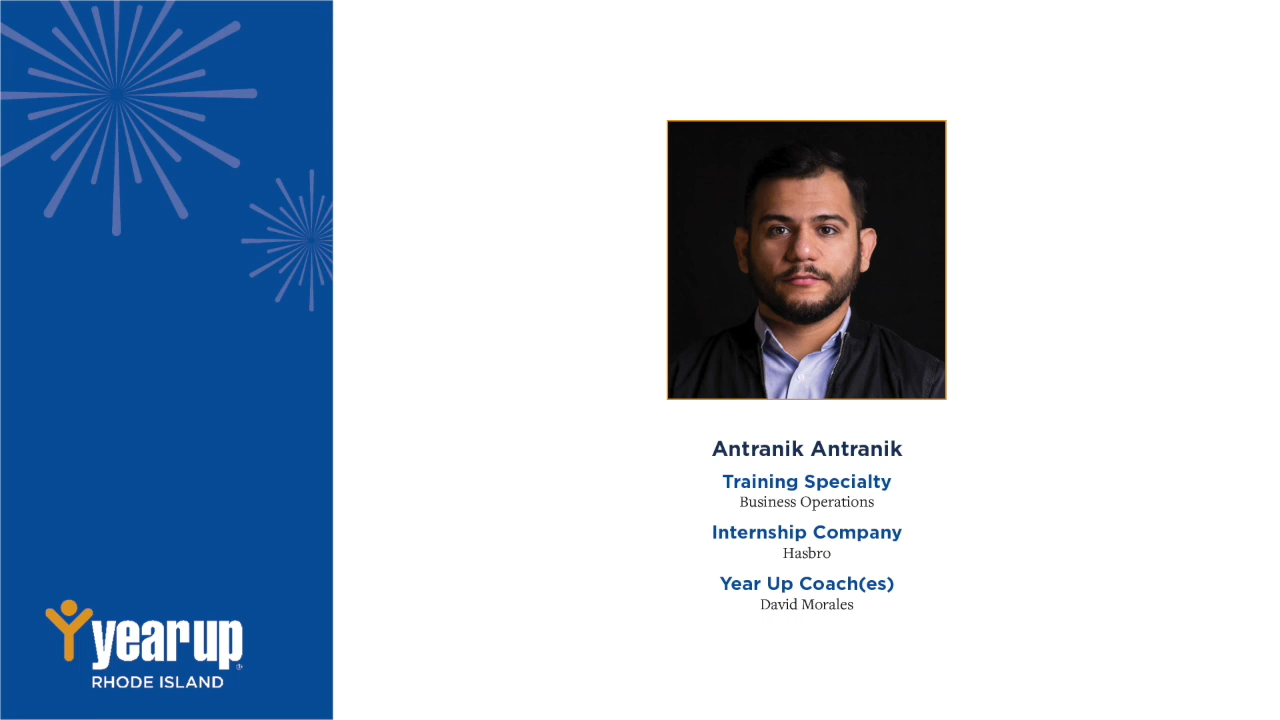 Antranik Antranik
Training Specialty
Business Operations
Internship Company
Hasbro
Year Up Coach(es)
David Morales
year up
RHODE ISLAND